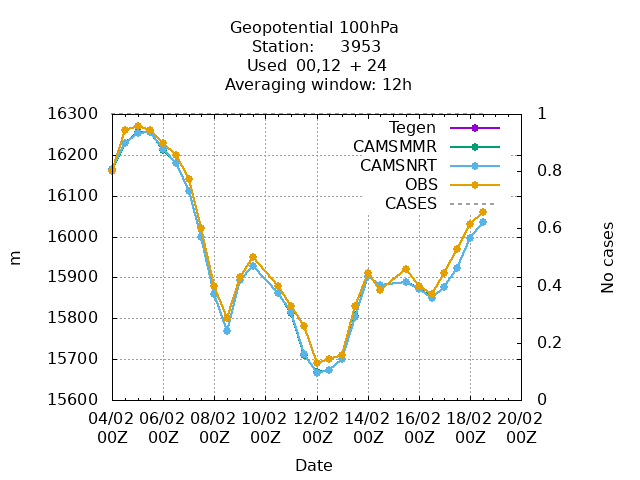 Geopotential 100hPa
Station: 3953
Used 00,12 + 24
Averaging window: 12h
16300
16200
16100
16000
15900
15800
15700
15600
m
1
0.8
0.6
0.4
0.2
0
No cases
Tegen
CAMSMMR
CAMSNRT
OBS
CASES
04/02 06/02 08/02 10/02 12/02 14/02 16/02 18/02 20/02
00Z 00Z 00Z 00Z 00Z 00Z 00Z 00Z 00Z
Date